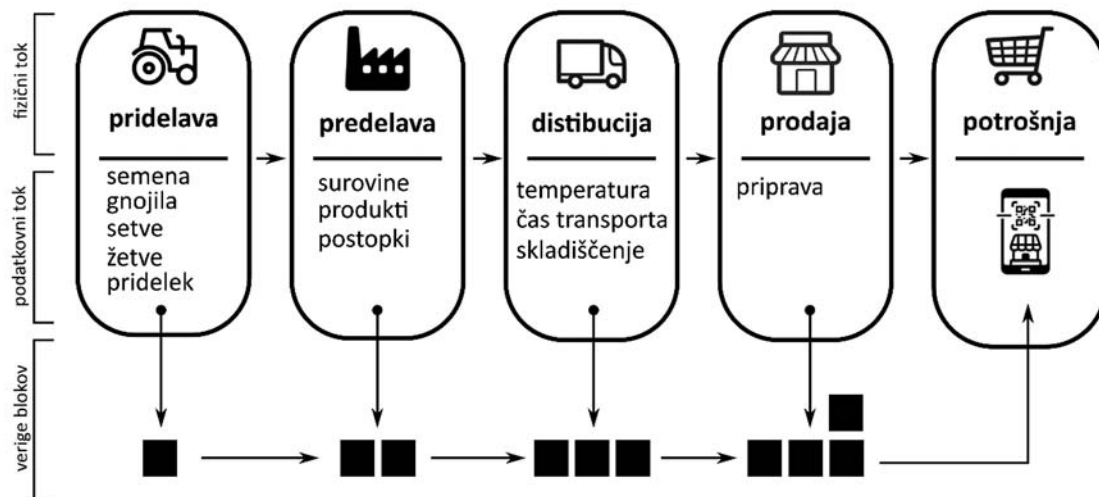 fizični tok
podatkovni tok
verige blokov
pridelava
semena
gnojila
setve
žetve
pridelek
predelava
surovine
produkti
postopki
distibucija
temperatura
čas transporta
skladiščenje
prodaja
priprava
potrošnja